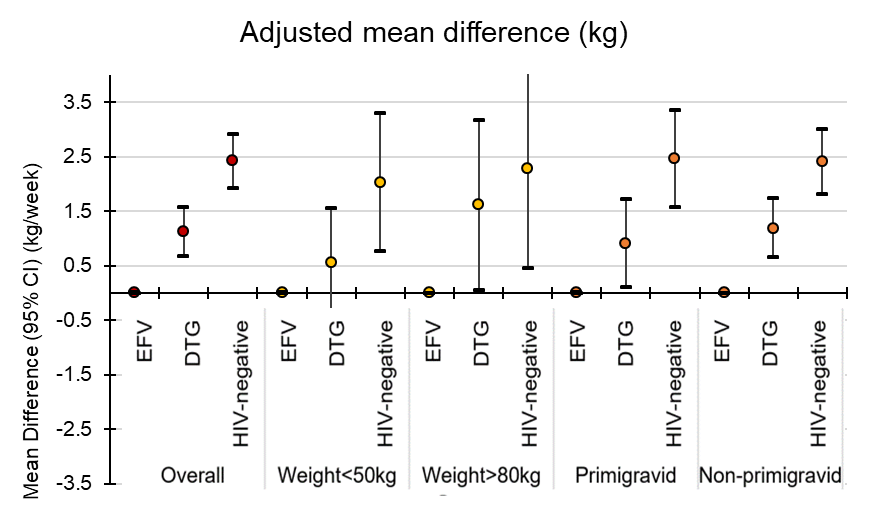 Adjusted mean difference (kg)
Mean Difference (95% CI) (kg/week)
3.5
2.5
1.5
0.5
-0.5
-1.5
-2.5
-3.5
EFV
DTG
HIV-negative
EFV
DTG
HIV-negative
EFV
DTG
HIV-negative
EFV
DTG
HIV-negative
EFV
DTG
HIV-negative
Overall
Weight<50kg
Weight>80kg
Primigravid
Non-primigravid